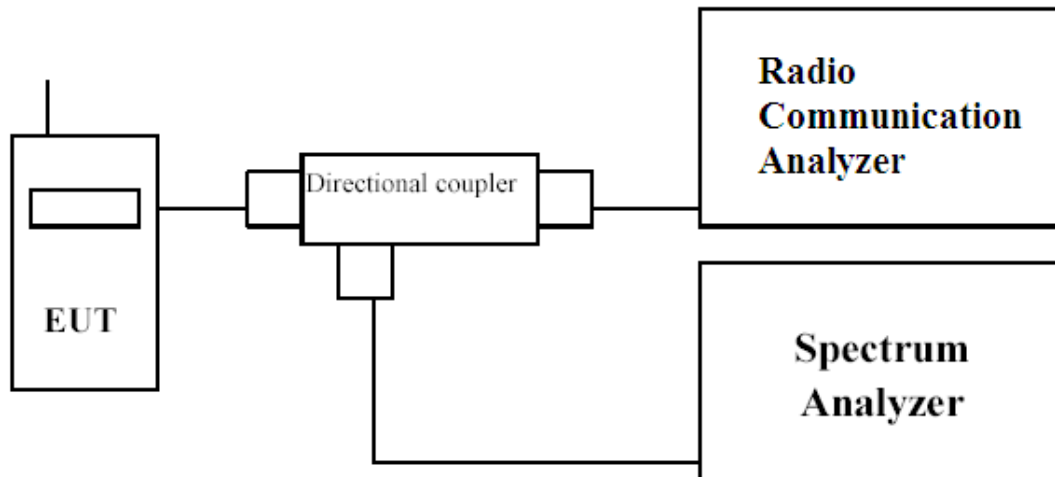 EUT
Directional coupler
Radio
Communication
Analyzer
Spectrum
Analyzer